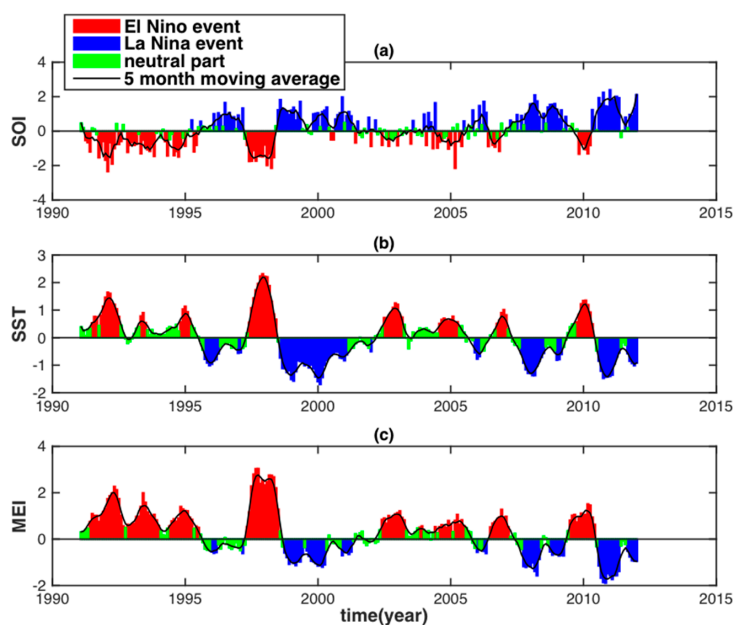 El Nino event
La Nina event
neutral part
5 month moving average
(a)
4
2
0
-2
-4
SOI
1990 1995 2000 2005 2010 2015
(b)
3
2
1
0
-1
-2
SST
1990 1995 2000 2005 2010 2015
(c)
4
2
0
-2
MEI
1990 1995 2000 2005 2010 2015
time(year)